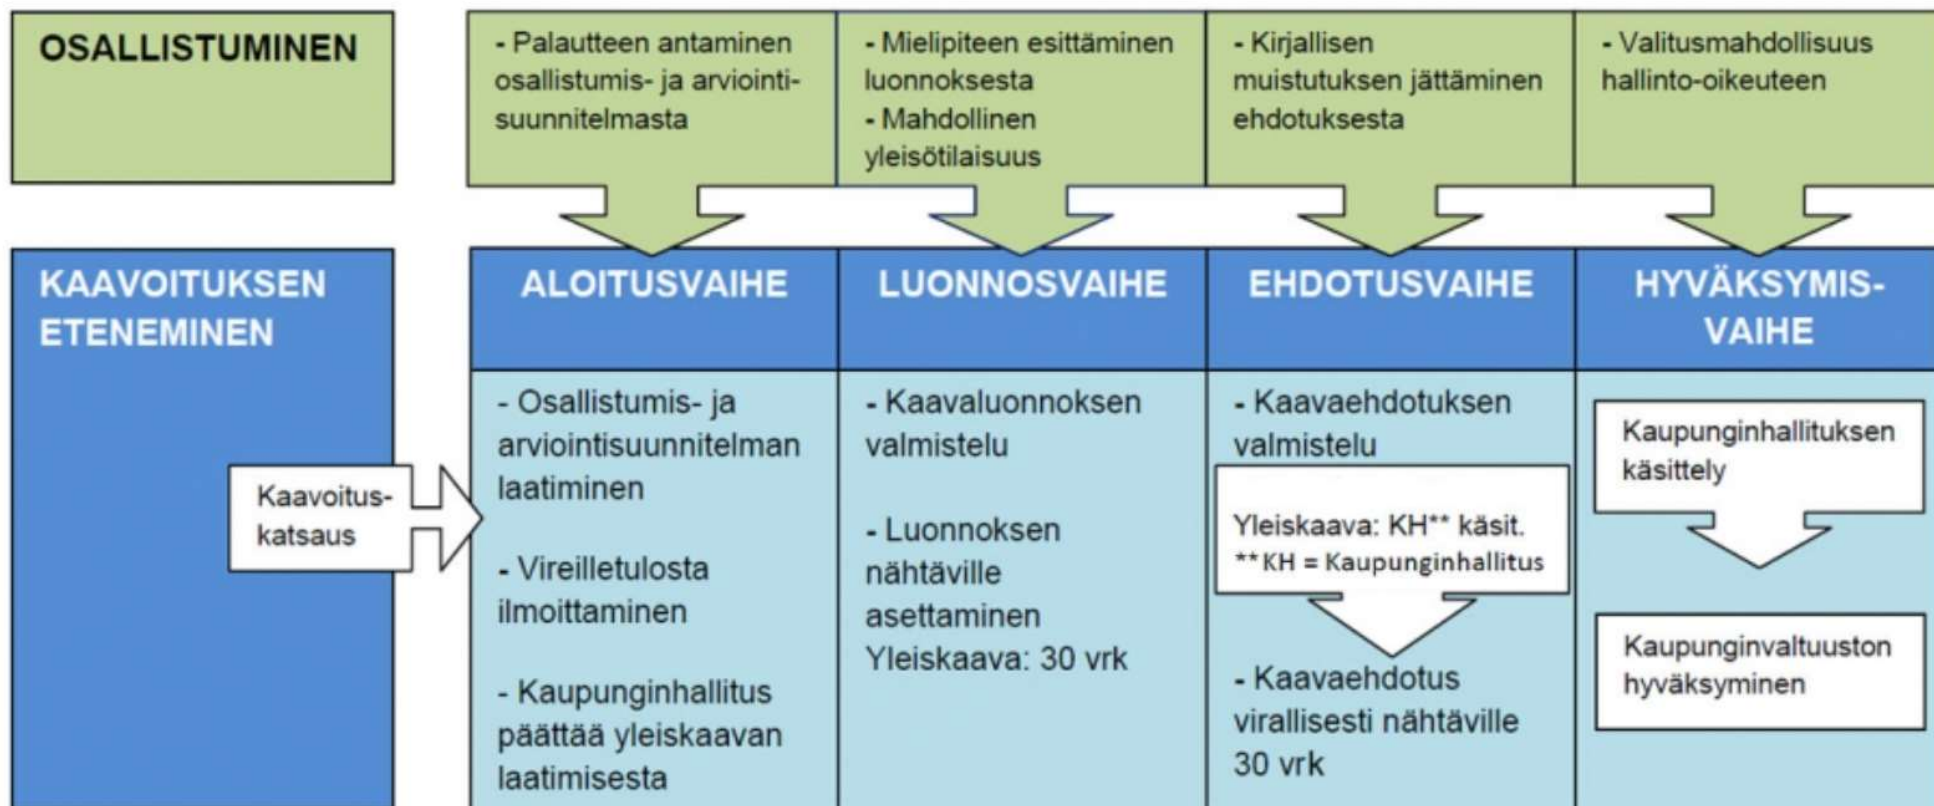 OSALLISTUMINEN
- Palautteen antaminen
osallistumis- ja arviointi-
suunnitelmasta
- Mielipiteen esittäminen
luonnoksesta
- Mahdollinen
yleisötilaisuus
- Kirjallisen
muistutuksen jättäminen
ehdotuksesta
- Valitusmahdollisuus
hallinto-oikeuteen
KAAVOITUKSEN
ETENEMINEN
Kaavoitus-
katsaus
ALOITUSVAIHE
- Osallistumis- ja
arviointisuunnitelman
laatiminen
- Vireilletulosta
ilmoittaminen
- Kaupunginhallitus
päättää yleiskaavan
laatimisesta
LUONNOSVAIHE
- Kaavaluonnoksen
valmistelu
- Luonnoksen
nähtäville
asettaminen
Yleiskaava: 30 vrk
EHDOTUSVAIHE
- Kaavaehdotuksen
valmistelu
Yleiskaava: KH** käsit.
**KH = Kaupunginhallitus
- Kaavaehdotus
virallisesti nähtäville
30 vrk
HYVÄKSYMIS-
VAIHE
Kaupunginhallituksen
käsittely
Kaupunginvaltuuston
hyväksyminen